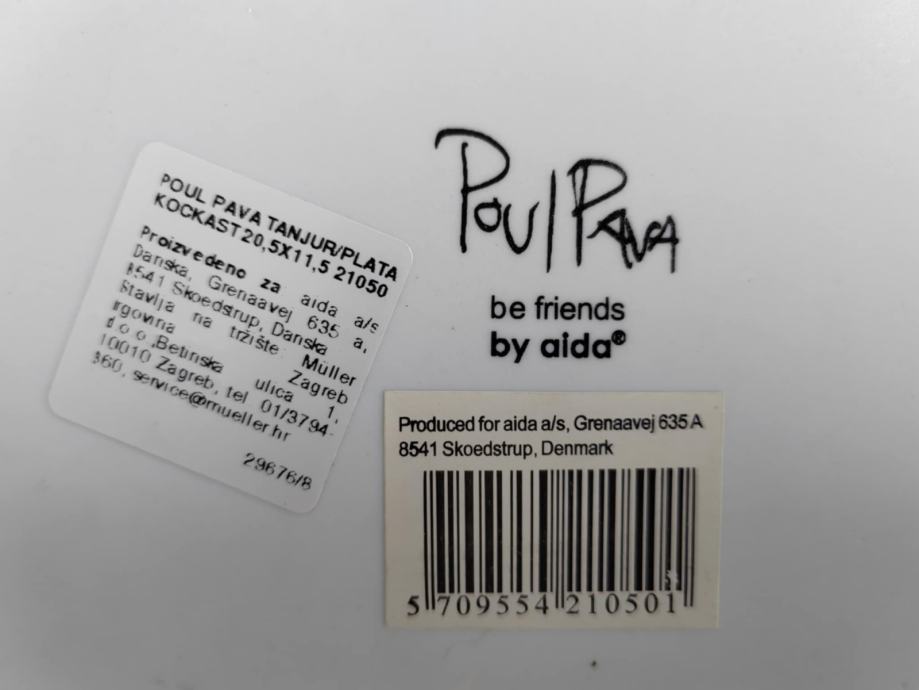 Poul Pava
be friends
by aida®
POUL PAVA TANJUR/PLATA
KOCKAST 20,5X11,5 21050
Proizvedeno za aida a/s
Danska, Grenaavej 635 a,
8541 Skoedstrup, Danska
Stavlja na tržište: Müller
trgovina Zagreb
d.o.o.,Betinska ulica 1,
10010 Zagreb, tel 01/3794-
360, service@mueller.hr
29676/8
Produced for aida a/s, Grenaavej 635 A
8541 Skoedstrup, Denmark
5 709554 210501